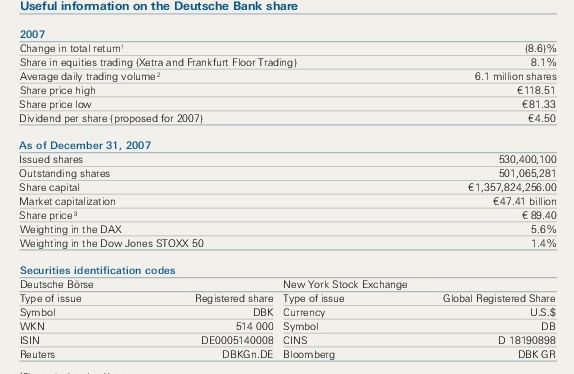 Useful information on the Deutsche Bank share
2007
Change in total return¹ (8.6)%
Share in equities trading (Xetra and Frankfurt Floor Trading) 8.1%
Average daily trading volume² 6.1 million shares
Share price high €118.51
Share price low €81.33
Dividend per share (proposed for 2007) €4.50
As of December 31, 2007
Issued shares 530,400,100
Outstanding shares 501,065,281
Share capital €1,357,824,256.00
Market capitalization €47.41 billion
Share price³ € 89.40
Weighting in the DAX 5.6%
Weighting in the Dow Jones STOXX 50 1.4%
Securities identification codes
Deutsche Börse New York Stock Exchange
Type of issue Registered share Type of issue Global Registered Share
Symbol DBK Currency U.S.$
WKN 514 000 Symbol DB
ISIN DE0005140008 CINS D 18190898
Reuters DBKGn.DE Bloomberg DBK GR